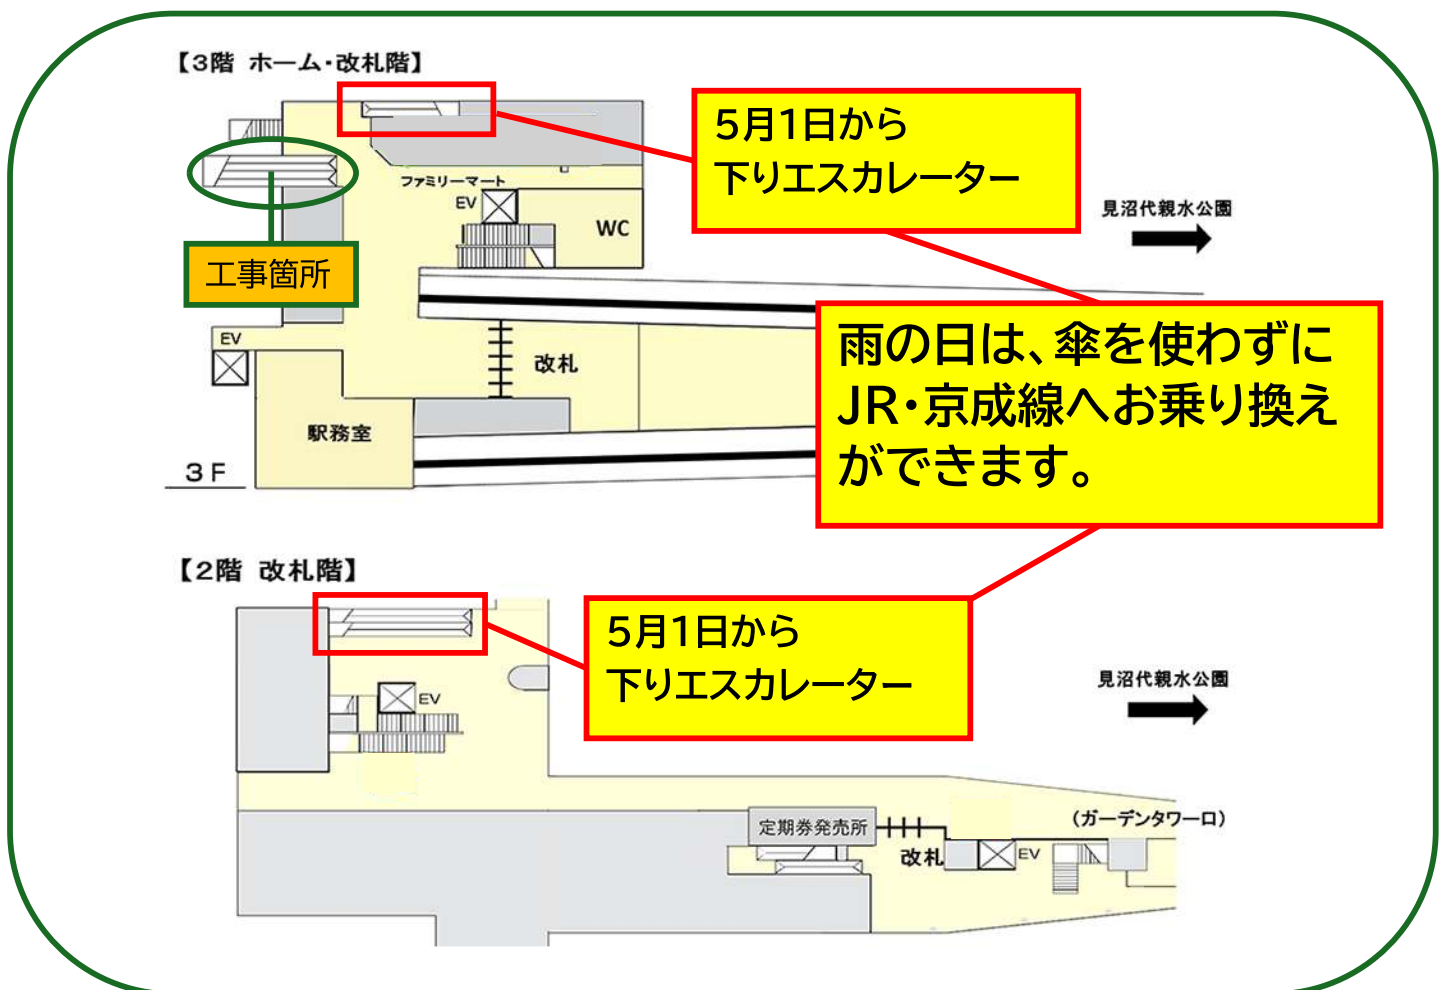 【3階 ホーム・改札階】
5月1日から
下りエスカレーター
ファミリーマート
EV
WC
見沼代親水公園
工事箇所
EV
改札
駅務室
3F
雨の日は、傘を使わずに
JR・京成線へお乗り換え
ができます。
【2階 改札階】
5月1日から
下りエスカレーター
EV
見沼代親水公園
定期券発売所
(ガーデンタワー口)
改札
EV